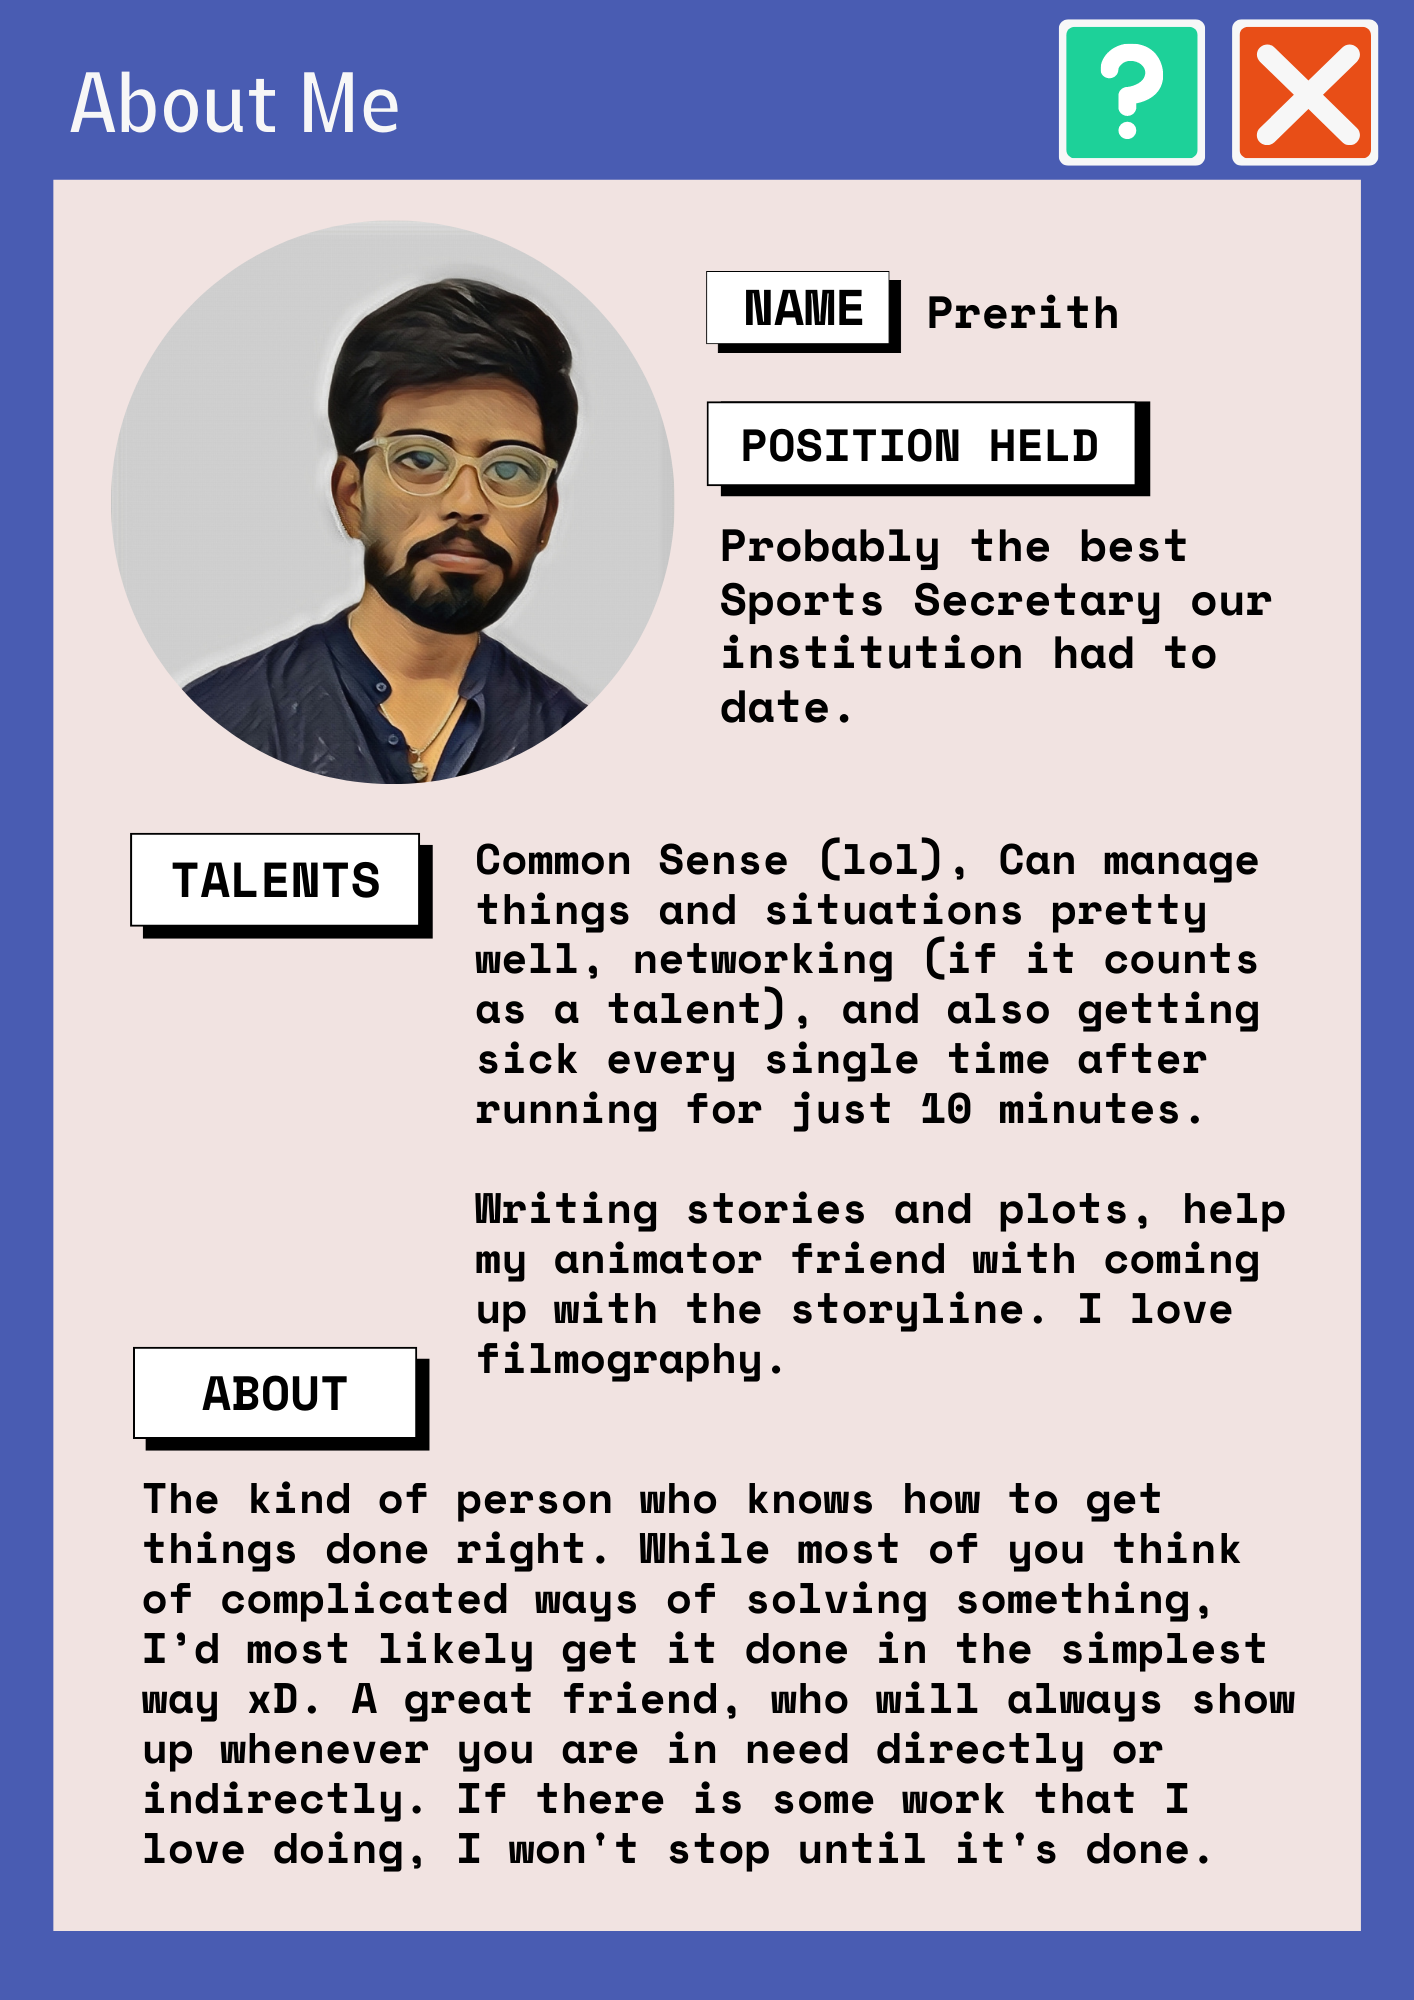 About Me
NAME
Prerith
POSITION HELD
Probably the best
Sports Secretary our
institution had to
date.
TALENTS
Common Sense (lol), Can manage
things and situations pretty
well, networking (if it counts
as a talent), and also getting
sick every single time after
running for just 10 minutes.
Writing stories and plots, help
my animator friend with coming
up with the storyline. I love
filmography.
ABOUT
The kind of person who knows how to get
things done right. While most of you think
of complicated ways of solving something,
I’d most likely get it done in the simplest
way xD. A great friend, who will always show
up whenever you are in need directly or
indirectly. If there is some work that I
love doing, I won't stop until it's done.